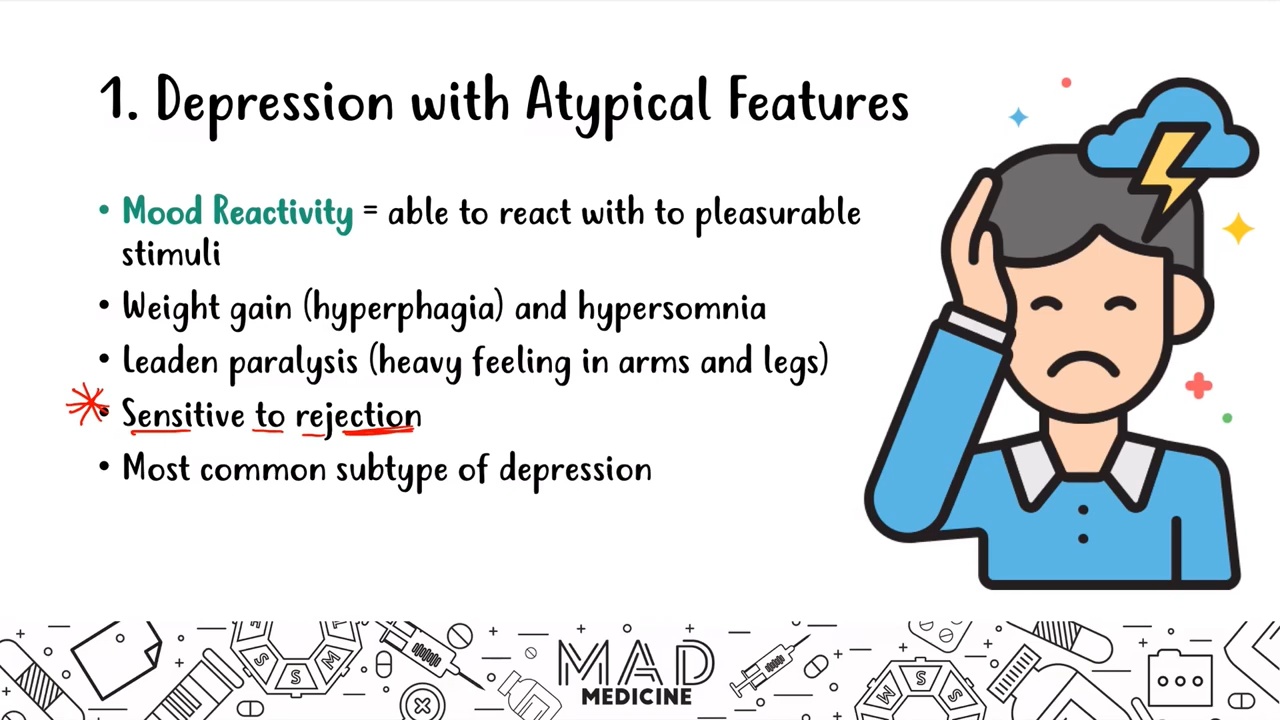 1. Depression with Atypical Features
• Mood Reactivity = able to react with to pleasurable
stimuli
• Weight gain (hyperphagia) and hypersomnia
• Leaden paralysis (heavy feeling in arms and legs)
• Sensitive to rejection
• Most common subtype of depression
MAD
MEDICINE